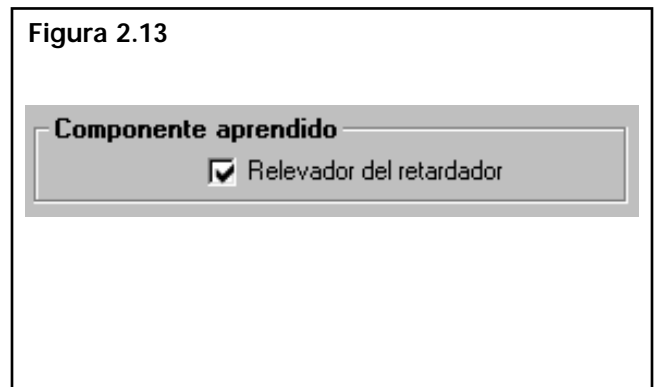 Figura 2.13
Componente aprendido
Relevador del retardador